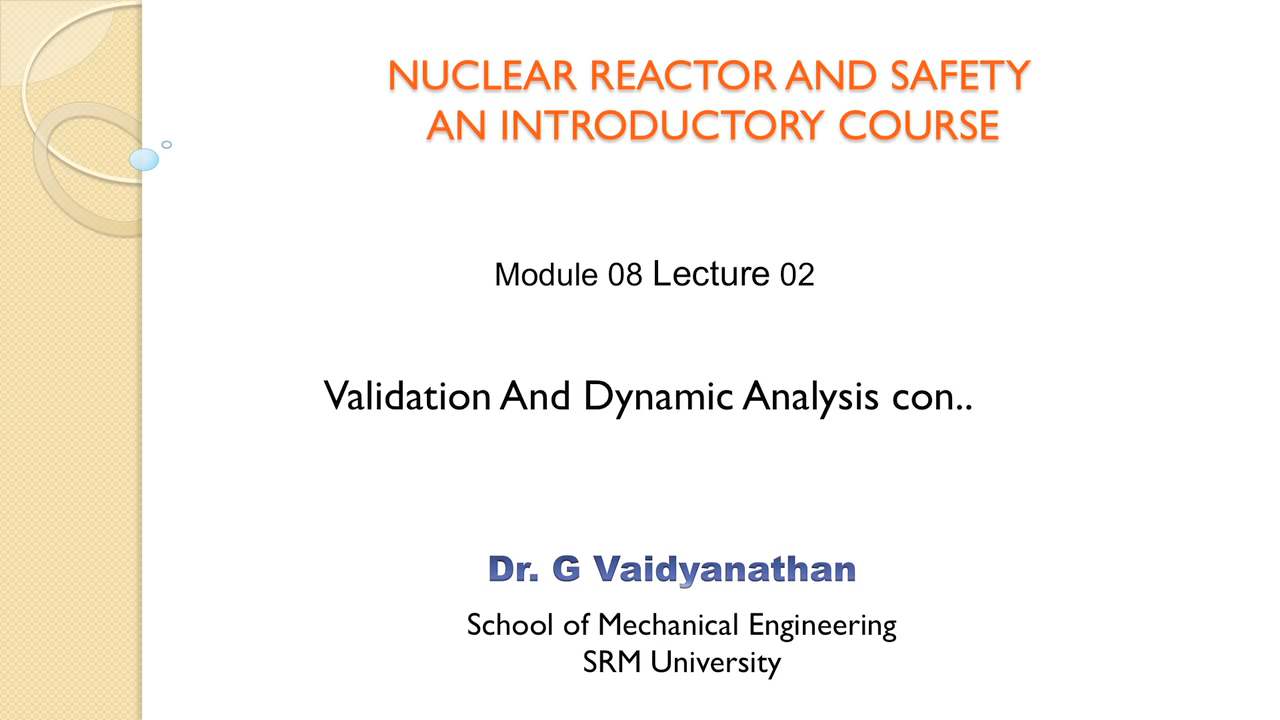 NUCLEAR REACTOR AND SAFETY
AN INTRODUCTORY COURSE
Module 08 Lecture 02
Validation And Dynamic Analysis con..
Dr. G Vaidyanathan
School of Mechanical Engineering
SRM University